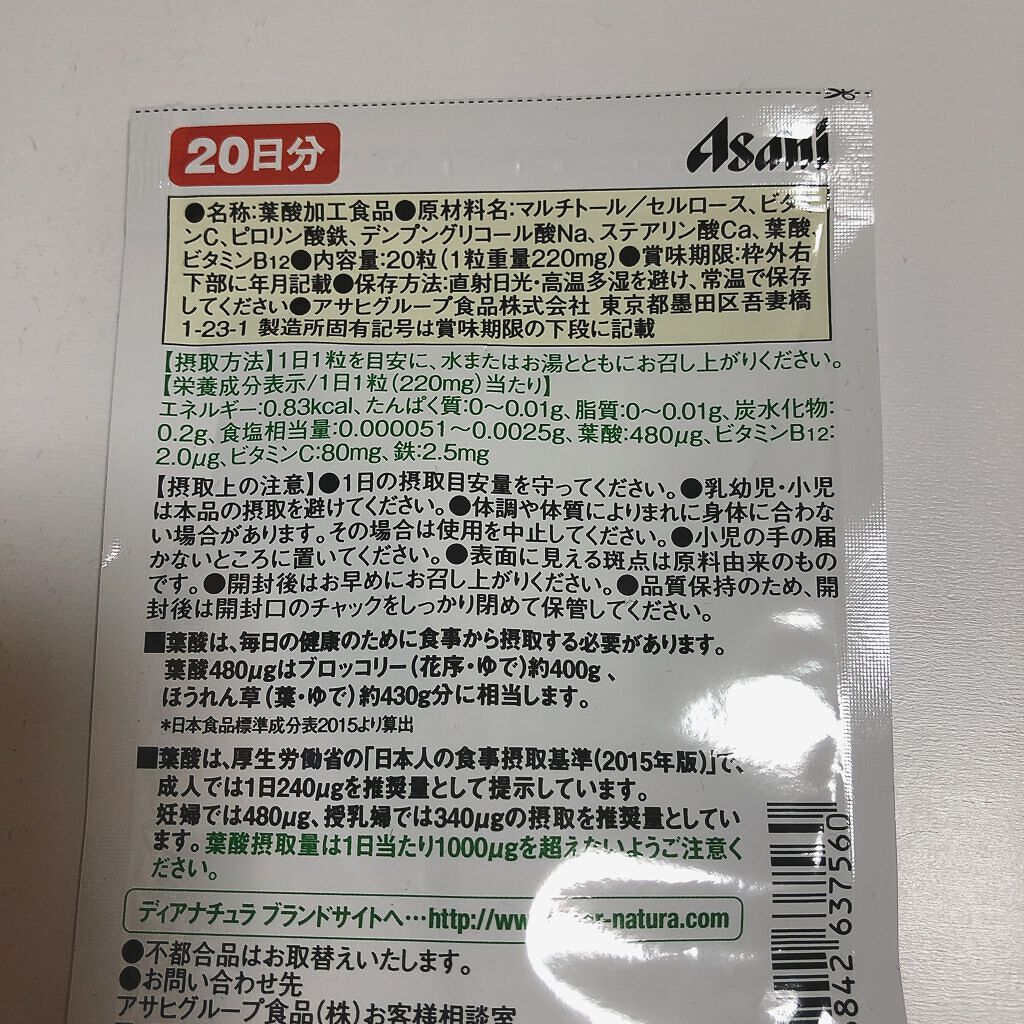 20日分
Asahi
●名称:葉酸加工食品●原材料名:マルチトール／セルロース、ビタミ
ンC、ピロリン酸鉄、デンプングリコール酸Na、ステアリン酸Ca、葉酸、
ビタミンB12●内容量:20粒(1粒重量220mg)●賞味期限:枠外右
下部に年月記載●保存方法:直射日光・高温多湿を避け、常温で保存
してください●アサヒグループ食品株式会社 東京都墨田区吾妻橋
1-23-1 製造所固有記号は賞味期限の下段に記載
【摂取方法】1日1粒を目安に、水またはお湯とともにお召し上がりください。
【栄養成分表示/1日1粒(220mg)当たり】
エネルギー:0.83kcal、たんぱく質:0〜0.01g、脂質:0〜0.01g、炭水化物:
0.2g、食塩相当量:0.000051〜0.0025g、葉酸:480μg、ビタミンB12:
2.0μg、ビタミンC:80mg、鉄:2.5mg
【摂取上の注意】●1日の摂取目安量を守ってください。●乳幼児・小児
は本品の摂取を避けてください。●体調や体質によりまれに身体に合わな
い場合があります。その場合は使用を中止してください。●小児の手の届
かないところに置いてください。●表面に見える斑点は原料由来のもの
です。●開封後はお早めにお召し上がりください。●品質保持のため、開
封後は開封口のチャックをしっかり閉めて保管してください。
■葉酸は、毎日の健康のために食事から摂取する必要があります。
葉酸480μgはブロッコリー(花序・ゆで)約400g、
ほうれん草(葉・ゆで)約430g分に相当します。
*日本食品標準成分表2015より算出
■葉酸は、厚生労働省の「日本人の食事摂取基準(2015年版)」で、
成人では1日240μgを推奨量として提示しています。
妊婦では480μg、授乳婦では340μgの摂取を推奨量としてい
ます。葉酸摂取量は1日当たり1000μgを超えないようご注意く
ださい。
ディアナチュラ ブランドサイトへ…http://ww r-natura.com
●不都合品はお取替えいたします。
●お問い合わせ先
アサヒグループ食品(株)お客様相談室
842 637560